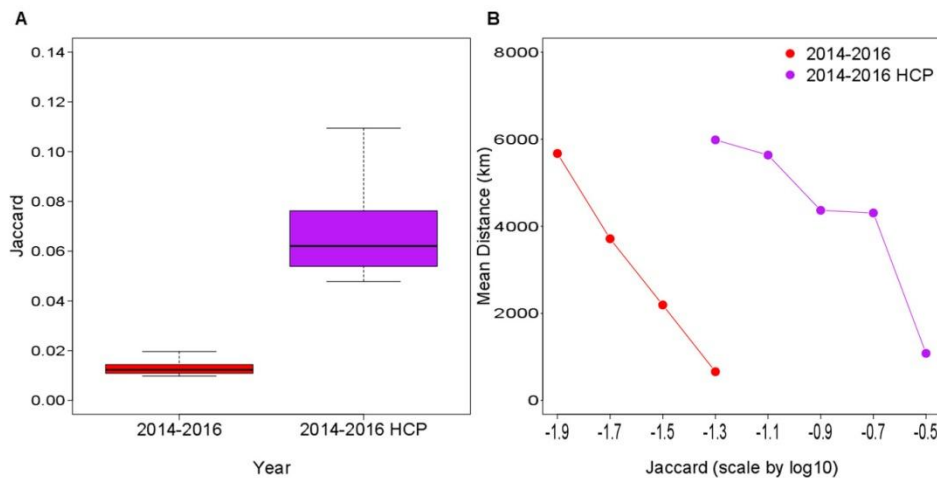 A
0.14
0.12
0.10
0.08
0.06
0.04
0.02
0.00
Jaccard
2014-2016
2014-2016 HCP
Year
B
8000
6000
4000
2000
0
Mean Distance (km)
2014-2016
2014-2016 HCP
-1.9 -1.7 -1.5 -1.3 -1.1 -0.9 -0.7 -0.5
Jaccard (scale by log10)